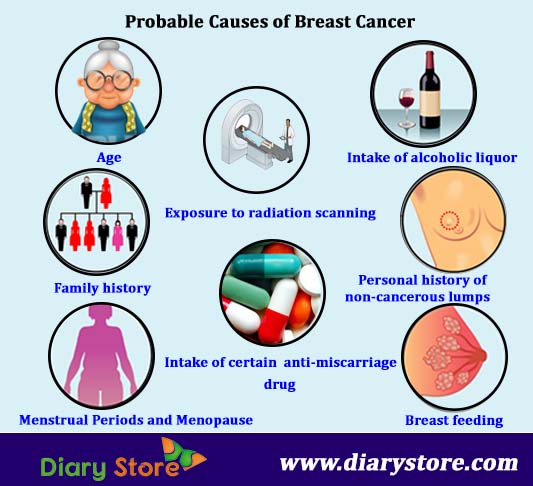 Probable Causes of Breast Cancer
Age
Exposure to radiation scanning
Intake of alcoholic liquor
Family history
Intake of certain anti-miscarriage
drug
Personal history of
non-cancerous lumps
Menstrual Periods and Menopause
Breast feeding
Diary Store
www.diarystore.com